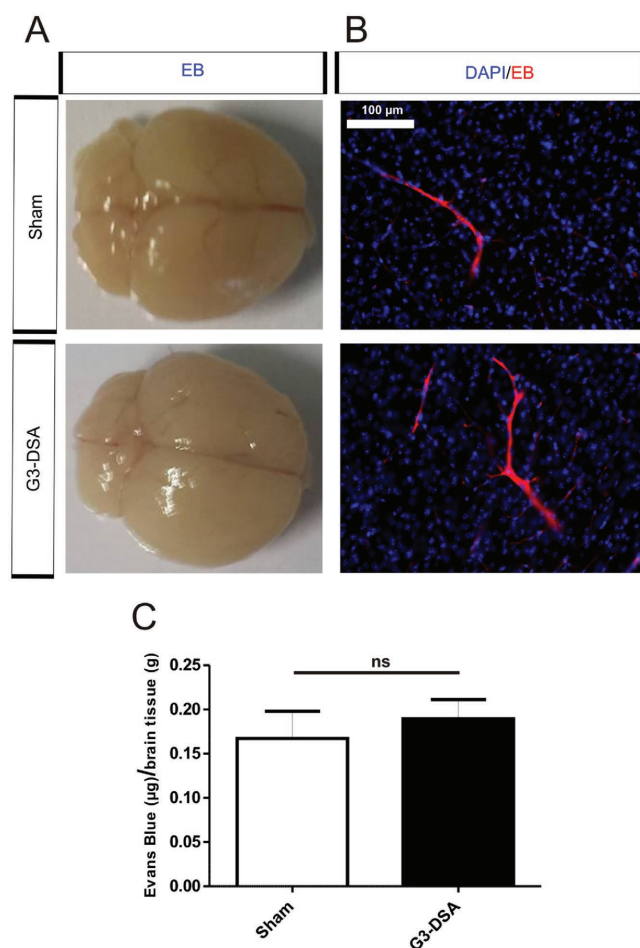 A
B
EB
DAPI/EB
Sham
100 µm
G3-DSA
C
Evans Blue (µg)/brain tissue (g)
0.25
0.20
0.15
0.10
0.05
0.00
ns
Sham
G3-DSA